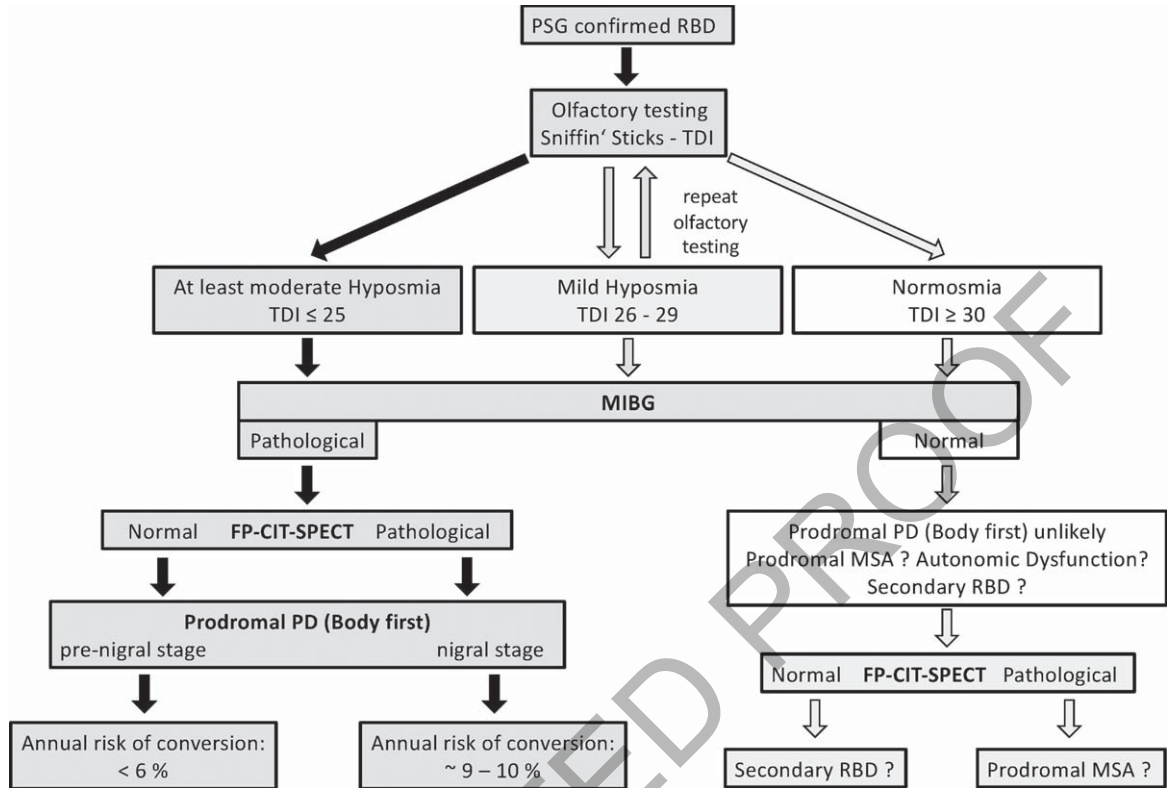 PSG confirmed RBD
Olfactory testing
Sniffin‘ Sticks - TDI
repeat
olfactory
testing
At least moderate Hyposmia
TDI ≤ 25
Mild Hyposmia
TDI 26 - 29
Normosmia
TDI ≥ 30
MIBG
Pathological
Normal
Normal FP-CIT-SPECT Pathological
Prodromal PD (Body first) unlikely
Prodromal MSA ? Autonomic Dysfunction?
Secondary RBD ?
Prodromal PD (Body first)
pre-nigral stage nigral stage
Normal FP-CIT-SPECT Pathological
Annual risk of conversion:
< 6 %
Annual risk of conversion:
~ 9 – 10 %
Secondary RBD ?
Prodromal MSA ?
TED PROOF